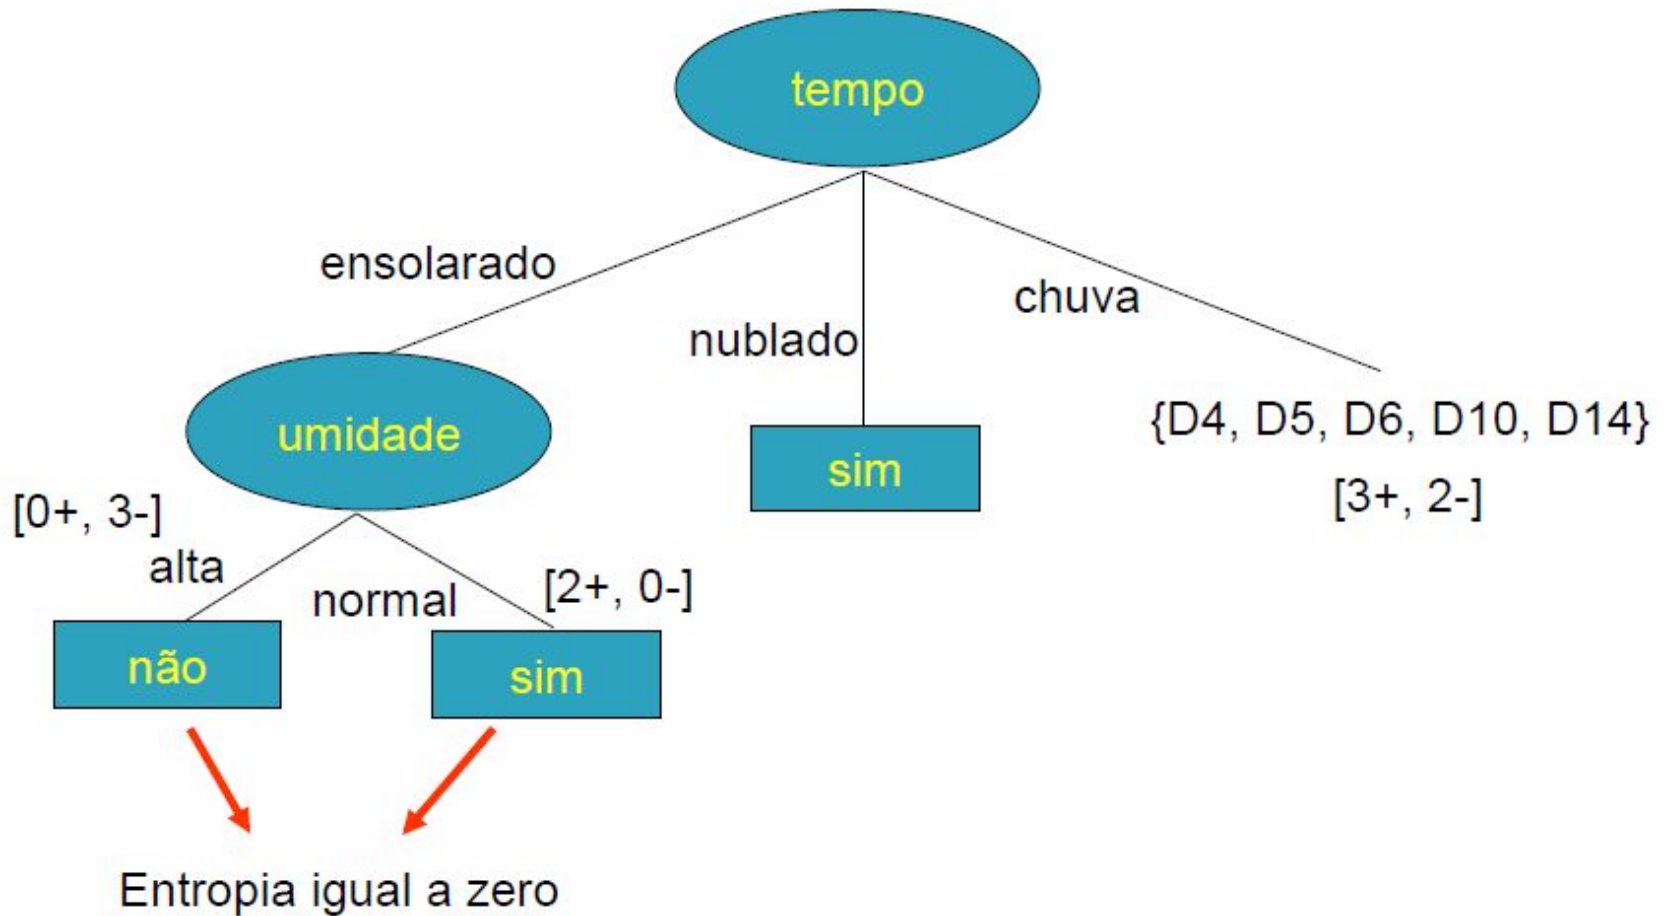 tempo
ensolarado
nublado
chuva
umidade
sim
{D4, D5, D6, D10, D14}
[3+, 2-]
[0+, 3-]
alta
normal
[2+, 0-]
não
sim
Entropia igual a zero